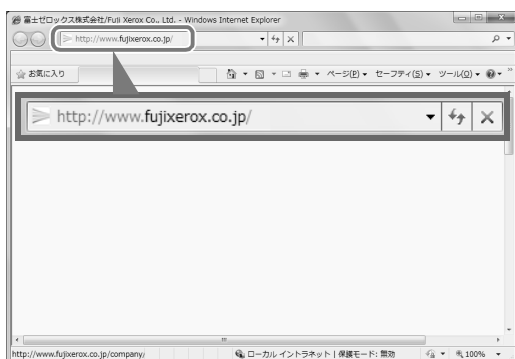 富士ゼロックス株式会社/Fuji Xerox Co., Ltd. - Windows Internet Explorer
http://www.fujixerox.co.jp/
お気に入り ページ(P) セーフティ(S) ツール(O)
http://www.fujixerox.co.jp/
http://www.fujixerox.co.jp/company/ ローカル イントラネット | 保護モード: 無効 100%